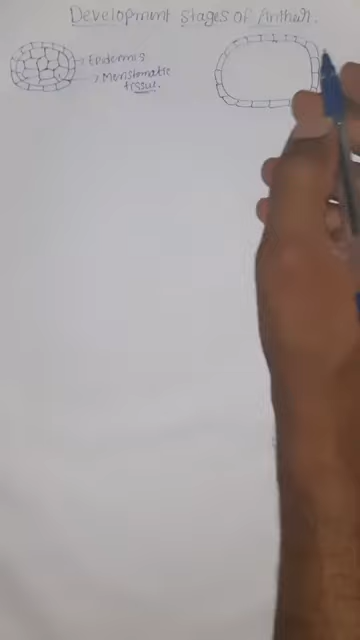 Development stages of Anther.
Epidermis
Meristematic
tissue.